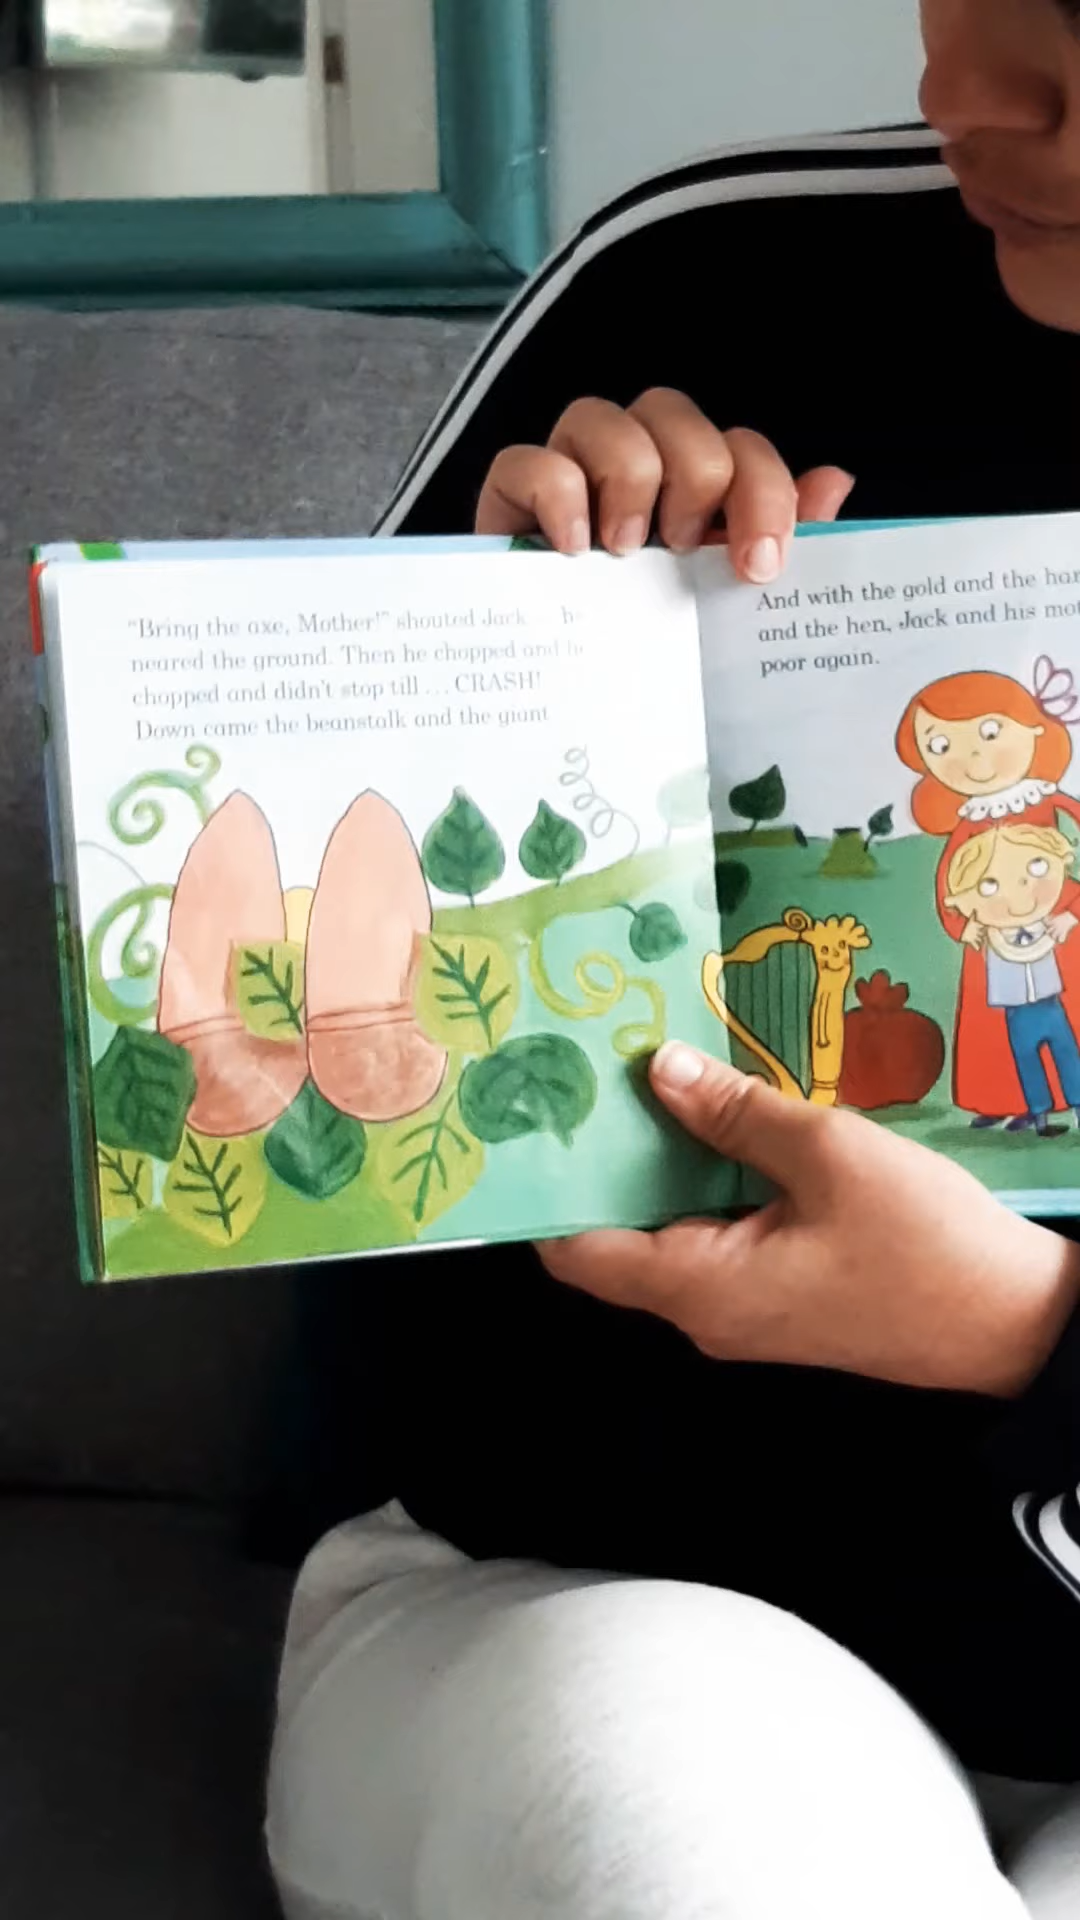 "Bring the axe, Mother!" shouted Jack
neared the ground. Then he chopped and
chopped and didn't stop till ... CRASH!
Down came the beanstalk and the giant
And with the gold and the
and the hen, Jack and his
poor again.